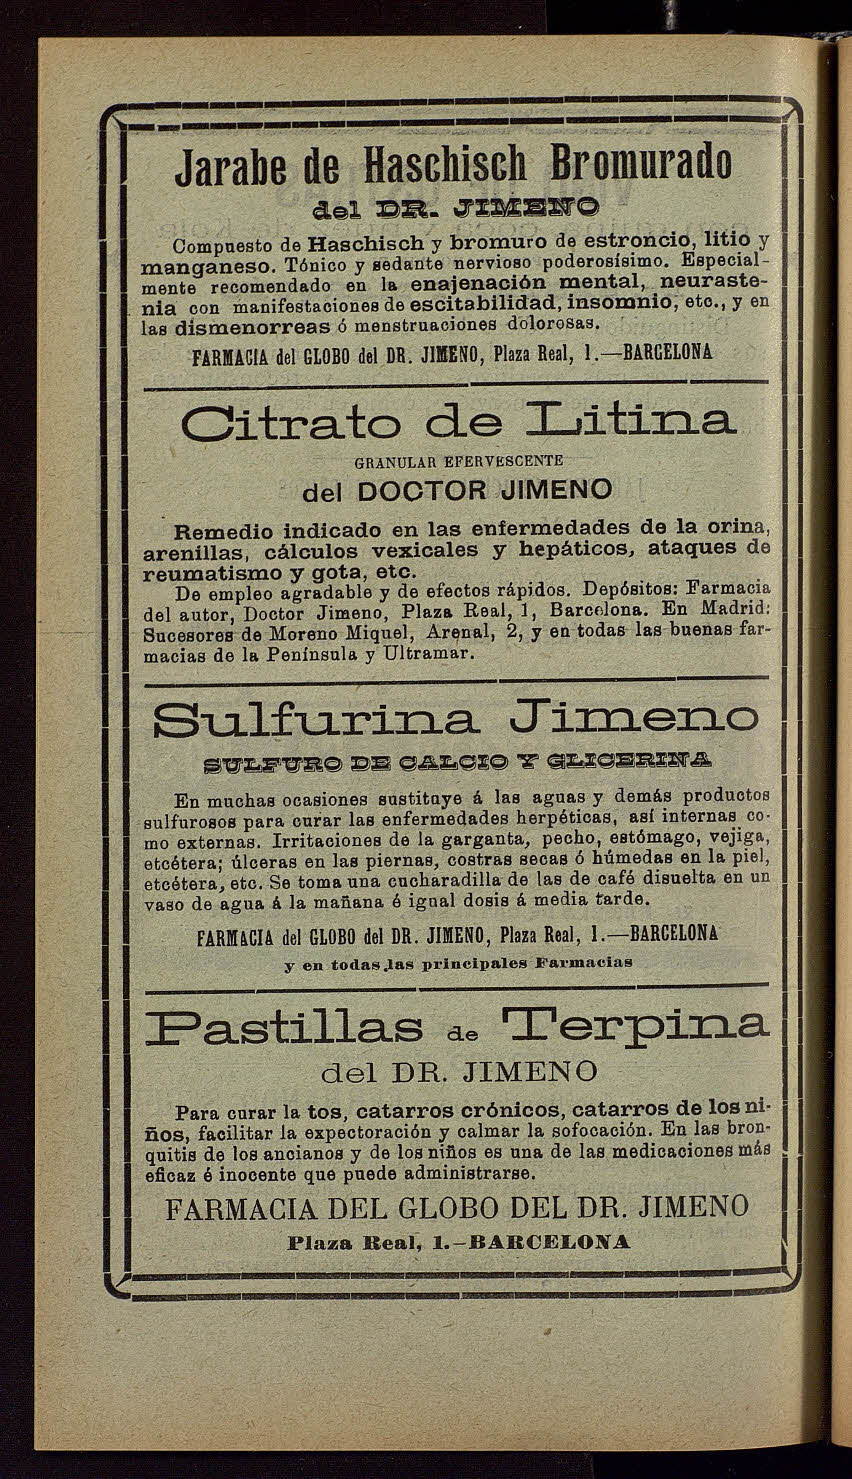 Jarabe de Haschisch Bromurado
del DR. JIMENO
Compuesto de Haschisch y bromuro de estroncio, litio y
manganeso. Tónico y sedante nervioso poderosísimo. Especial-
mente recomendado en la enajenación mental, neuraste-
nia con manifestaciones de escitabilidad, insomnio, etc., y en
las dismenorreas ó menstruaciones dolorosas.
FARMACIA del GLOBO del DR. JIMENO, Plaza Real, 1.—BARCELONA
Citrato de Litina
GRANULAR EFERVESCENTE
del DOCTOR JIMENO
Remedio indicado en las enfermedades de la orina,
arenillas, cálculos vexicales y hepáticos, ataques de
reumatismo y gota, etc.
De empleo agradable y de efectos rápidos. Depósitos: Farmacia
del autor, Doctor Jimeno, Plaza Real, 1, Barcelona. En Madrid:
Sucesores de Moreno Miquel, Arenal, 2, y en todas las buenas far-
macias de la Península y Ultramar.
Sulfurina Jimeno
SULFURO DE CALCIO Y GLICERINA
En muchas ocasiones sustituye á las aguas y demás productos
sulfurosos para curar las enfermedades herpéticas, así internas co-
mo externas. Irritaciones de la garganta, pecho, estómago, vejiga,
etcétera; úlceras en las piernas, costras secas ó húmedas en la piel,
etcétera, etc. Se toma una cucharadilla de las de café disuelta en un
vaso de agua á la mañana é igual dosis á media tarde.
FARMACIA del GLOBO del DR. JIMENO, Plaza Real, 1.—BARCELONA
y en todas las principales Farmacias
Pastillas de Terpina
del DR. JIMENO
Para curar la tos, catarros crónicos, catarros de los ni-
ños, facilitar la expectoración y calmar la sofocación. En las bron-
quitis de los ancianos y de los niños es una de las medicaciones más
eficaz é inocente que puede administrarse.
FARMACIA DEL GLOBO DEL DR. JIMENO
Plaza Real, 1.—BARCELONA